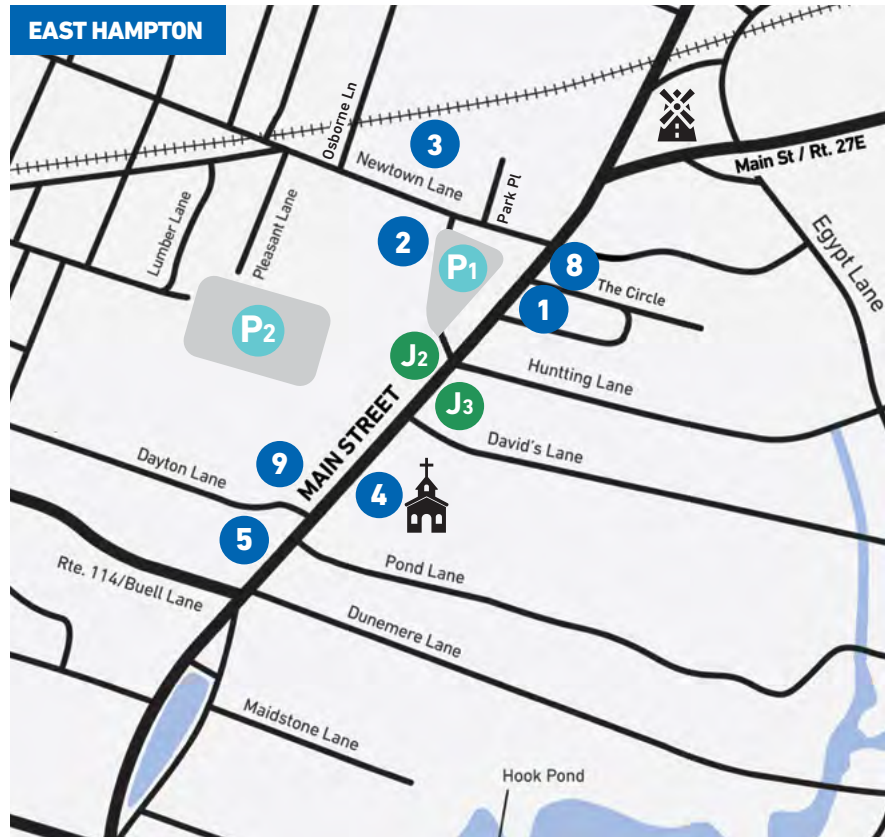 EAST HAMPTON
Osborne Ln
3
Newtown Lane
Park Pl
Main St / Rt. 27E
Egypt Lane
Lumber Lane
Pleasant Lane
2
P1
8
The Circle
1
P2
J2
Huntting Lane
J3
MAIN STREET
David's Lane
Dayton Lane
9
4
5
Rte. 114/Buell Lane
Pond Lane
Dunemere Lane
Maidstone Lane
Hook Pond